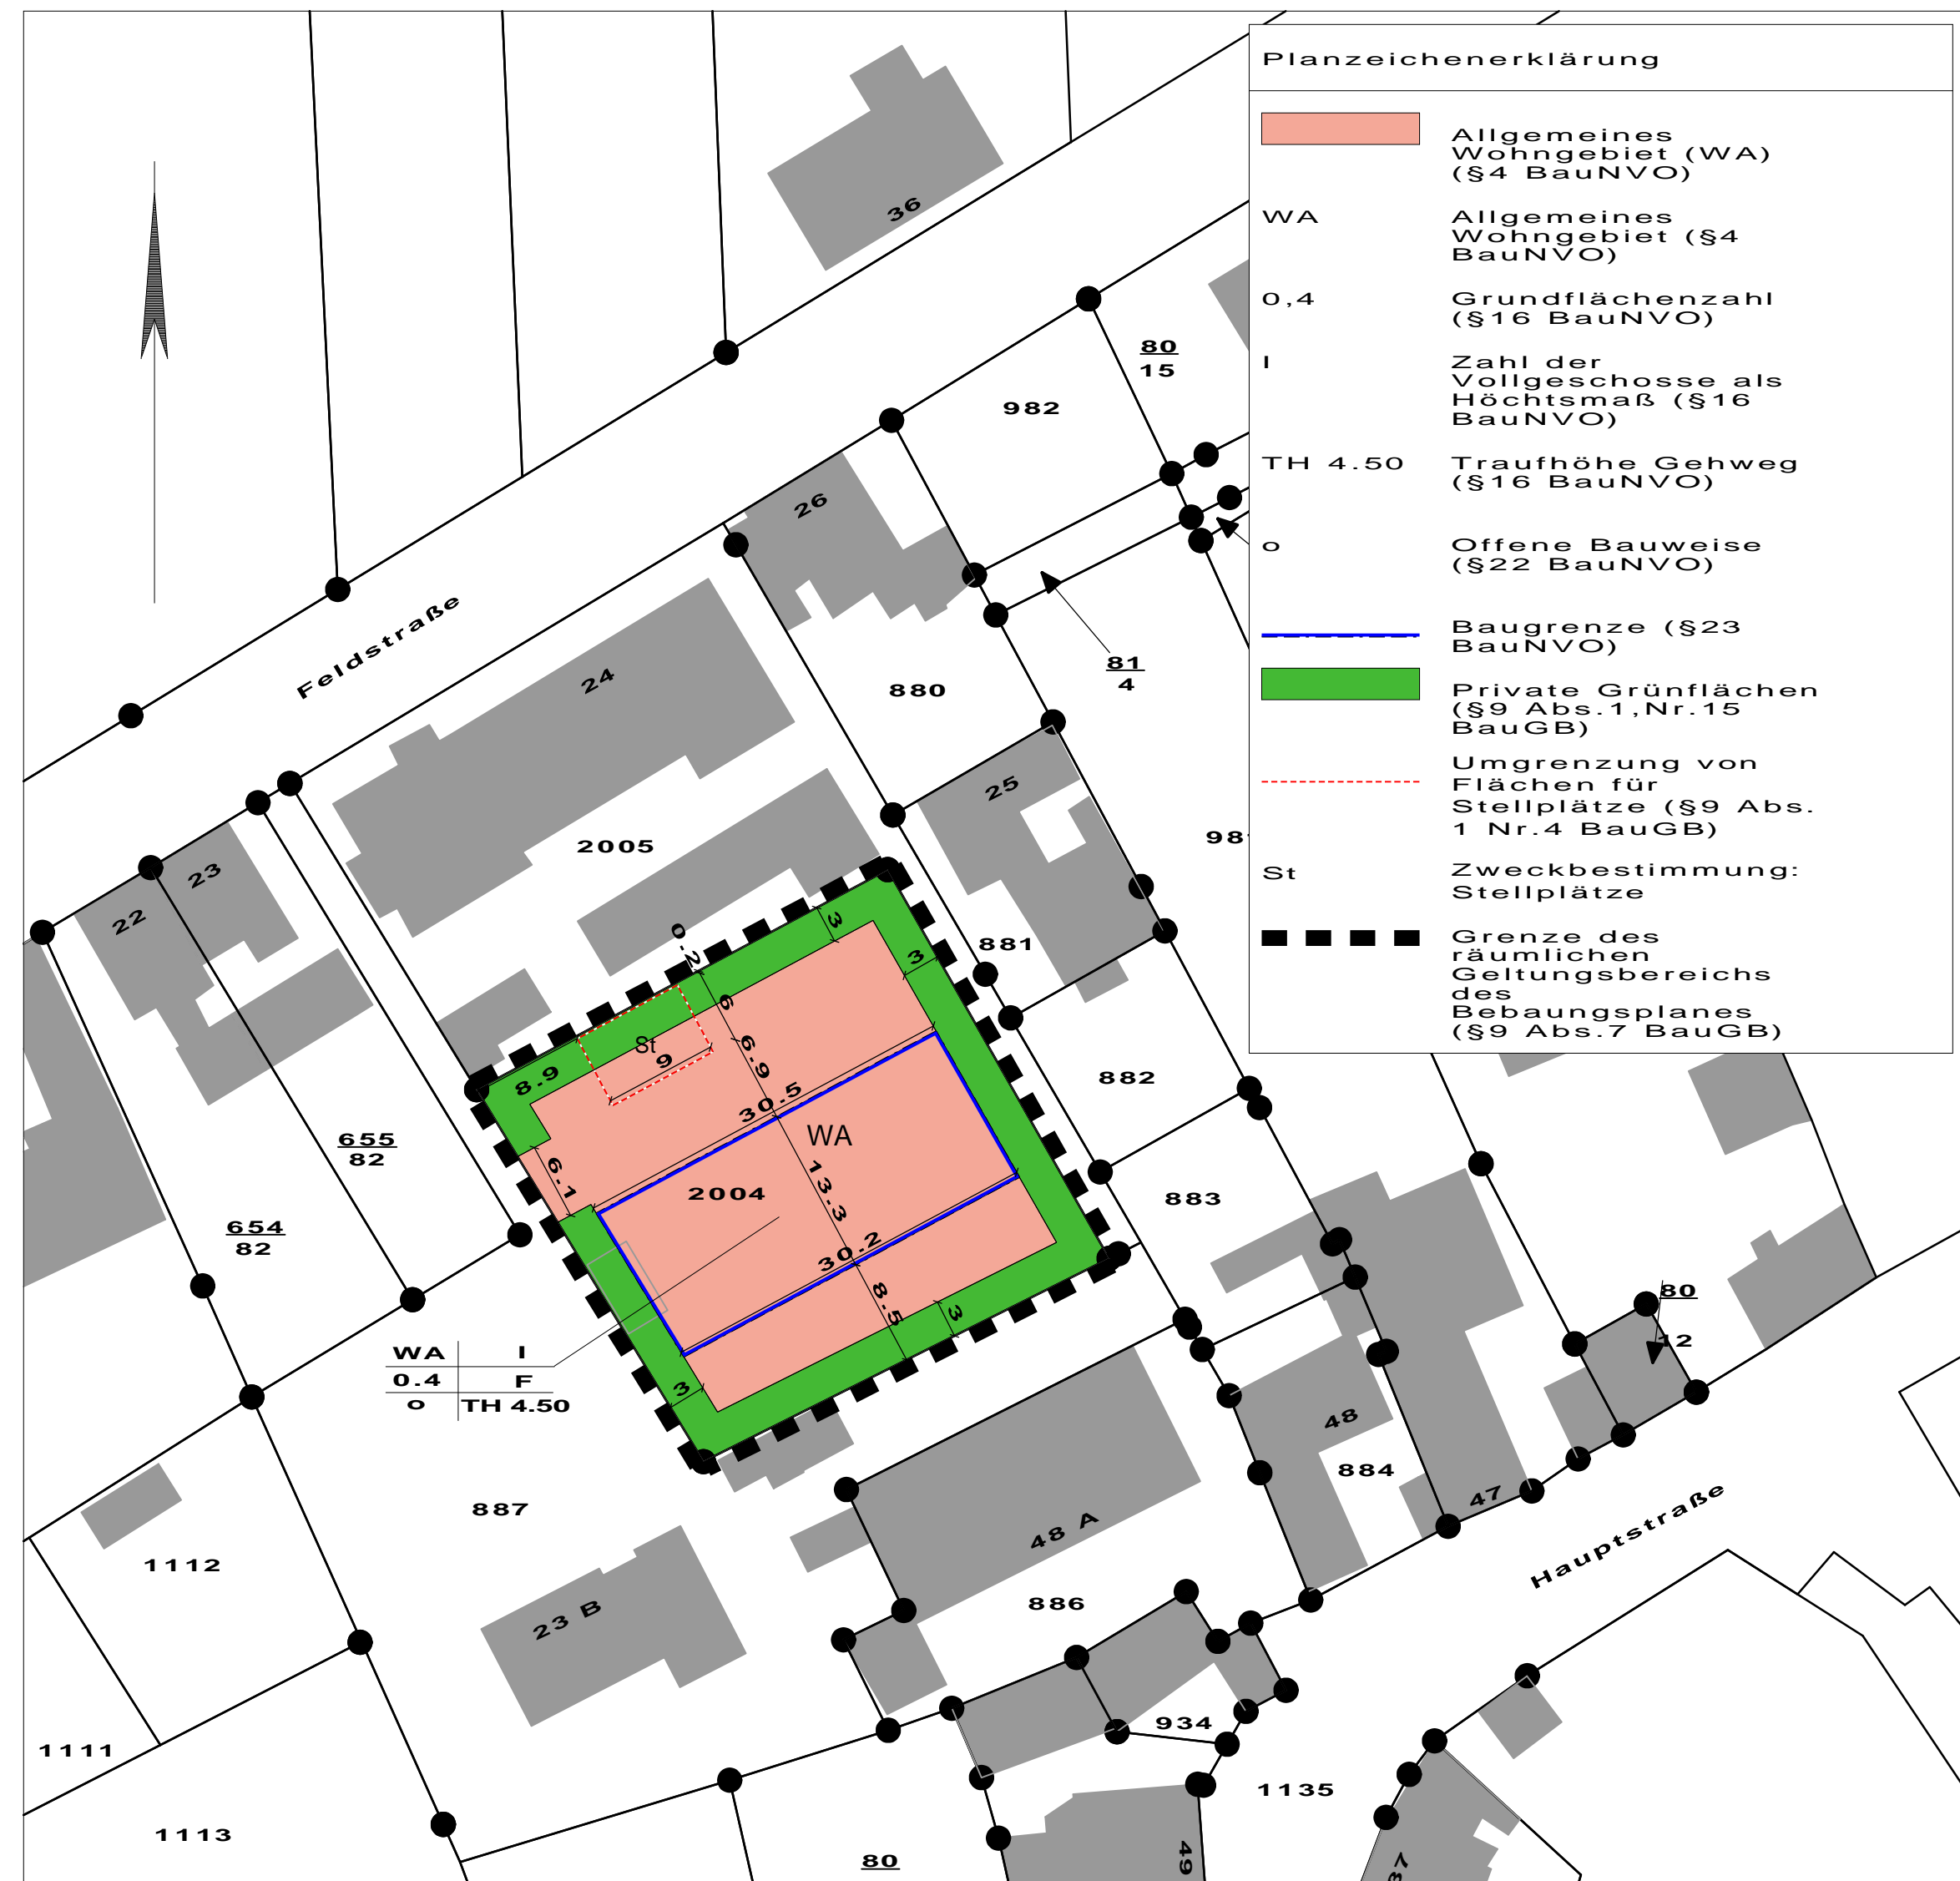 Planzeichenerklärung
Allgemeines
Wohngebiet (WA)
(§4 BauNVO)
WA
Allgemeines
Wohngebiet (§4
BauNVO)
0,4
Grundflächenzahl
(§16 BauNVO)
I
Zahl der
Vollgeschosse als
Höchtsmaß (§16
BauNVO)
TH 4.50
Traufhöhe Gehweg
(§16 BauNVO)
o
Offene Bauweise
(§22 BauNVO)
Baugrenze (§23
BauNVO)
Private Grünflächen
(§9 Abs.1,Nr.15
BauGB)
Umgrenzung von
Flächen für
Stellplätze (§9 Abs.
1 Nr.4 BauGB)
St
Zweckbestimmung:
Stellplätze
Grenze des
räumlichen
Geltungsbereichs
des
Bebauungsplanes
(§9 Abs.7 BauGB)
36
80
15
982
26
Feldstraße
24
81
4
880
25
2005
23
22
881
3
3
0.2
6
6.9
St
9
8.9
30.5
WA
882
655
82
6.1
13.3
2004
883
654
82
30.2
8.5
3
3
80
12
WA I
0.4 F
o TH 4.50
48
884
47
Hauptstraße
887
48 A
1112
23 B
886
934
1111
1135
1113
80
49
37